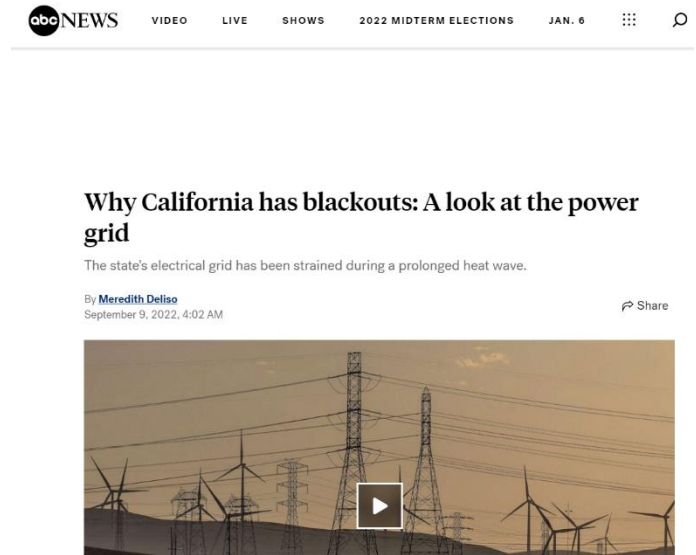 abc NEWS VIDEO LIVE SHOWS 2022 MIDTERM ELECTIONS JAN. 6
Why California has blackouts: A look at the power
grid
The state's electrical grid has been strained during a prolonged heat wave.
By Meredith Deliso
September 9, 2022, 4:02 AM
Share